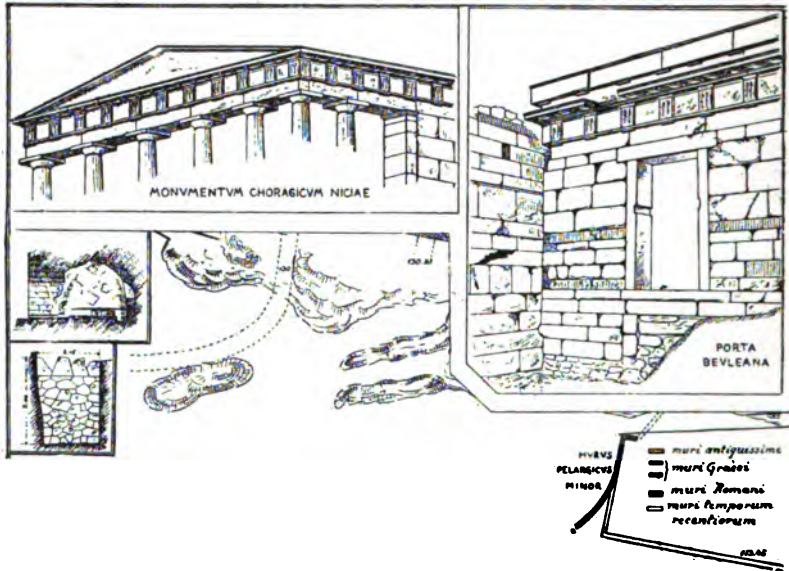 MONVMENTVM CHORAGICVM NICIAE
PORTA
BEVLEANA
MVRVS
PELARGICVS
MINOR
muri antiquissimi
muri Graeci
muri Romani
muri temporum
recentiorum